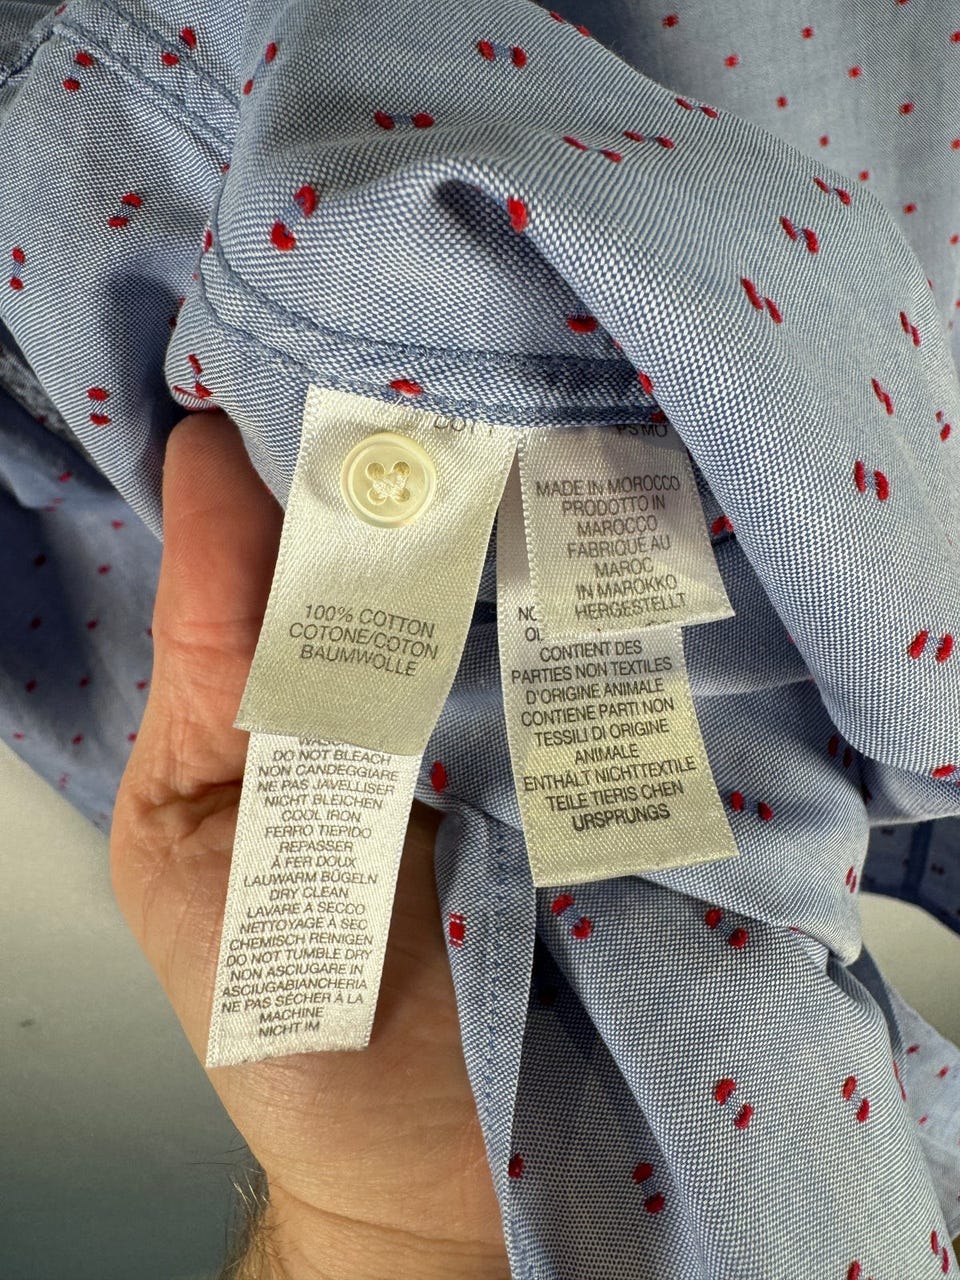 100% COTTON
COTONE/COTON
BAUMWOLLE
DO NOT BLEACH
NON CANDEGGIARE
NE PAS JAVELLISER
NICHT BLEICHEN
COOL IRON
FERRO TIEPIDO
REPASSER
À FER DOUX
LAUWARM BÜGELN
DRY CLEAN
LAVARE A SECCO
NETTOYAGE À SEC
CHEMISCH REINIGEN
DO NOT TUMBLE DRY
NON ASCIUGARE IN
ASCIUGABIANCHERIA
NE PAS SÉCHER À LA
MACHINE
NICHT IM
PS MO
MADE IN MOROCCO
PRODOTTO IN
MAROCCO
FABRIQUÉ AU
MAROC
IN MAROKKO
HERGESTELLT
CONTIENT DES
PARTIES NON TEXTILES
D'ORIGINE ANIMALE
CONTIENE PARTI NON
TESSILI DI ORIGINE
ANIMALE
ENTHÄLT NICHTTEXTILE
TEILE TIERIS CHEN
URSPRUNGS